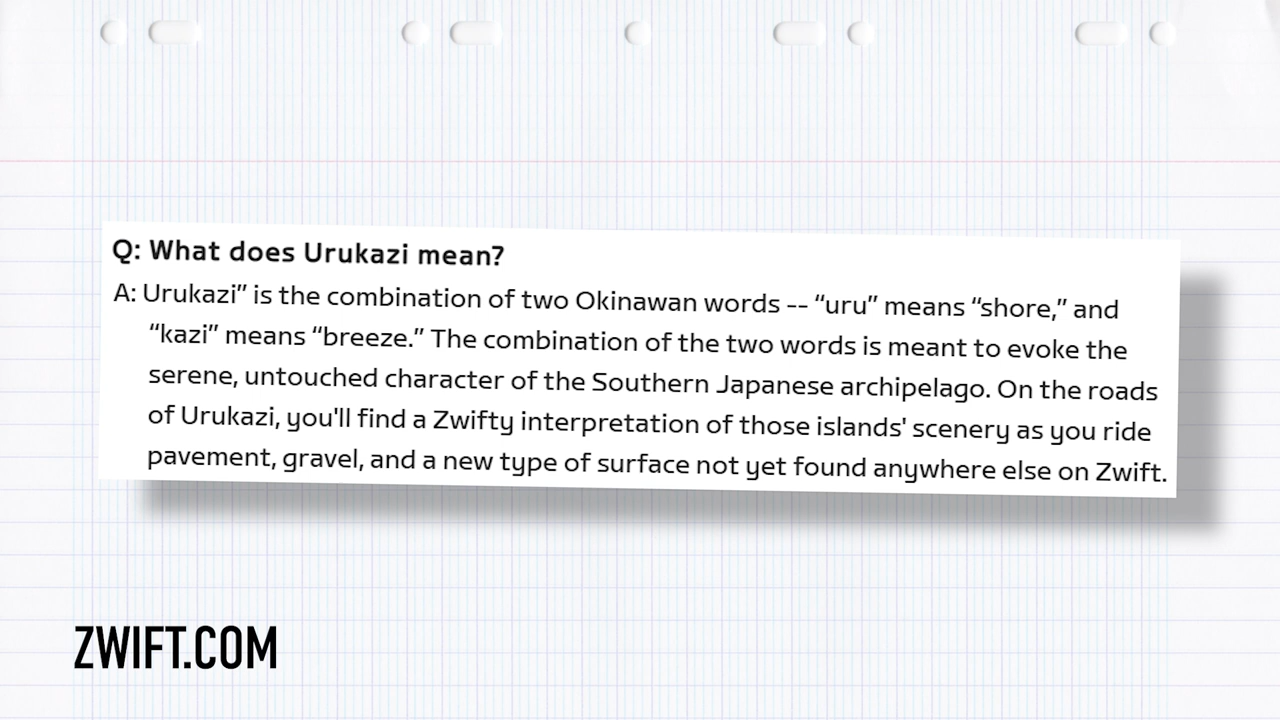 Q: What does Urukazi mean?
A: Urukazi” is the combination of two Okinawan words -- “uru” means “shore,” and
“kazi” means “breeze.” The combination of the two words is meant to evoke the
serene, untouched character of the Southern Japanese archipelago. On the roads
of Urukazi, you'll find a Zwifty interpretation of those islands' scenery as you ride
pavement, gravel, and a new type of surface not yet found anywhere else on Zwift.
ZWIFT.COM